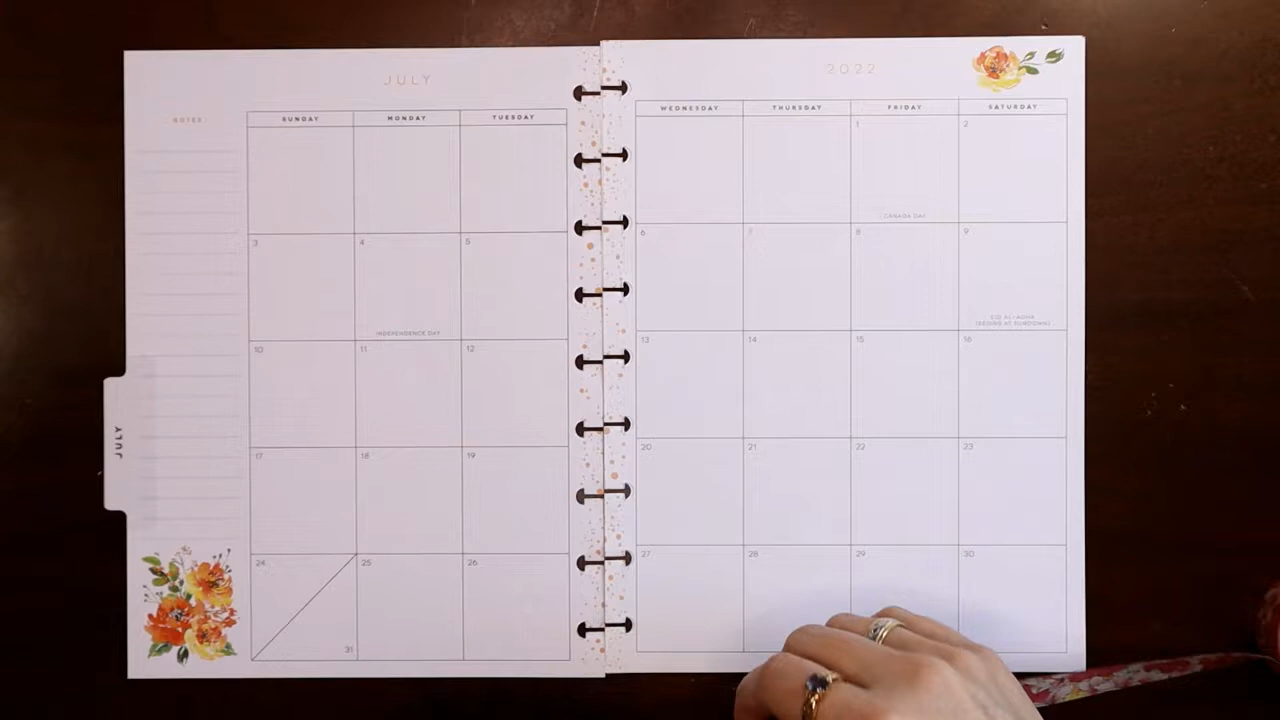 JULY
2022
NOTES:
SUNDAY MONDAY TUESDAY WEDNESDAY THURSDAY FRIDAY SATURDAY
1 2
CANADA DAY
3 4 5 6 7 8 9
INDEPENDENCE DAY
EID AL-ADHA
(BEGINS AT SUNDOWN)
10 11 12 13 14 15 16
JULY
17 18 19 20 21 22 23
24 25 26 27 28 29 30
31